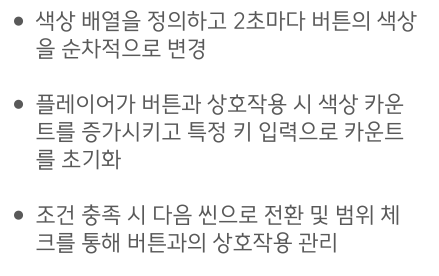 • 색상 배열을 정의하고 2초마다 버튼의 색상
을 순차적으로 변경
• 플레이어가 버튼과 상호작용 시 색상 카운
트를 증가시키고 특정 키 입력으로 카운트
를 초기화
• 조건 충족 시 다음 씬으로 전환 및 범위 체
크를 통해 버튼과의 상호작용 관리